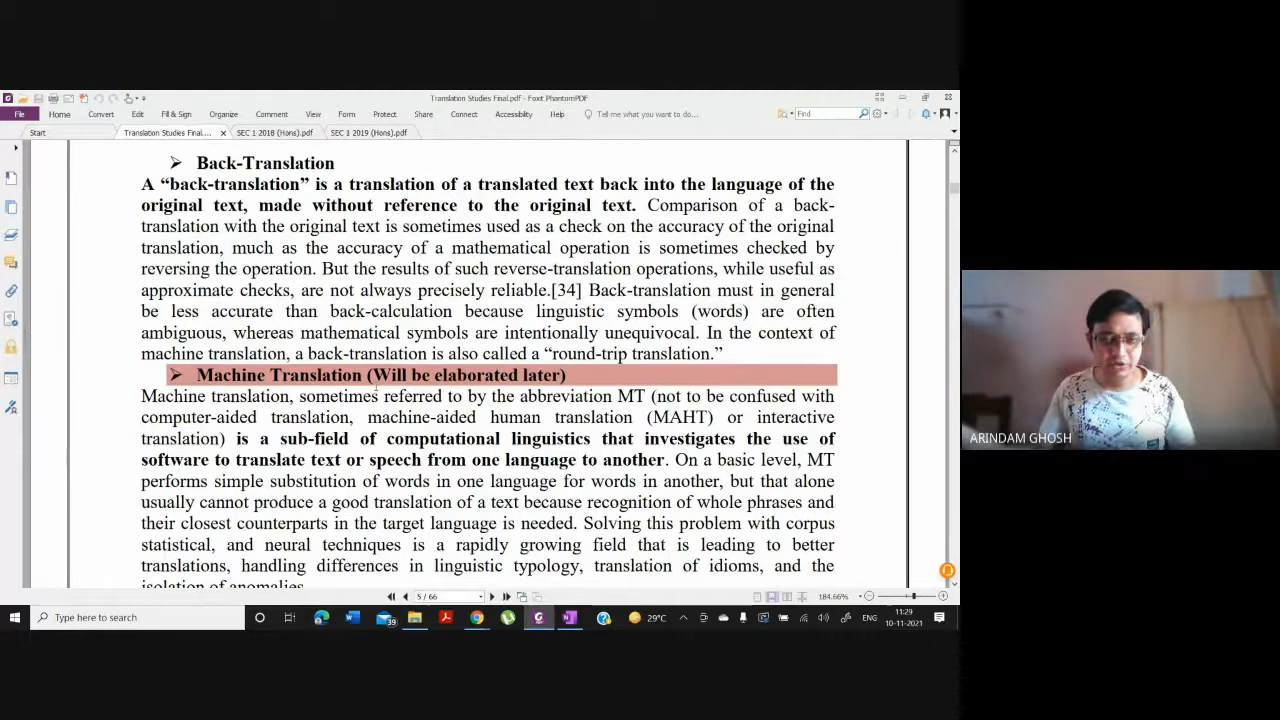 Translation Studies Final.pdf - Foxit PhantomPDF
File Home Convert Edit Fill & Sign Organize Comment View Form Protect Share Connect Accessibility Help Tell me what you want to do... Find
Start Translation Studies Final.... SEC 1 2018 (Hons).pdf SEC 1 2019 (Hons).pdf
➢ Back-Translation
A “back-translation” is a translation of a translated text back into the language of the
original text, made without reference to the original text. Comparison of a back-
translation with the original text is sometimes used as a check on the accuracy of the original
translation, much as the accuracy of a mathematical operation is sometimes checked by
reversing the operation. But the results of such reverse-translation operations, while useful as
approximate checks, are not always precisely reliable.[34] Back-translation must in general
be less accurate than back-calculation because linguistic symbols (words) are often
ambiguous, whereas mathematical symbols are intentionally unequivocal. In the context of
machine translation, a back-translation is also called a “round-trip translation.”
➢ Machine Translation (Will be elaborated later)
Machine translation, sometimes referred to by the abbreviation MT (not to be confused with
computer-aided translation, machine-aided human translation (MAHT) or interactive
translation) is a sub-field of computational linguistics that investigates the use of
software to translate text or speech from one language to another. On a basic level, MT
performs simple substitution of words in one language for words in another, but that alone
usually cannot produce a good translation of a text because recognition of whole phrases and
their closest counterparts in the target language is needed. Solving this problem with corpus
statistical, and neural techniques is a rapidly growing field that is leading to better
translations, handling differences in linguistic typology, translation of idioms, and the
isolation of anomalies.
ARINDAM GHOSH
5 / 66 184.66%
Type here to search 39 29°C ENG 11:29
10-11-2021